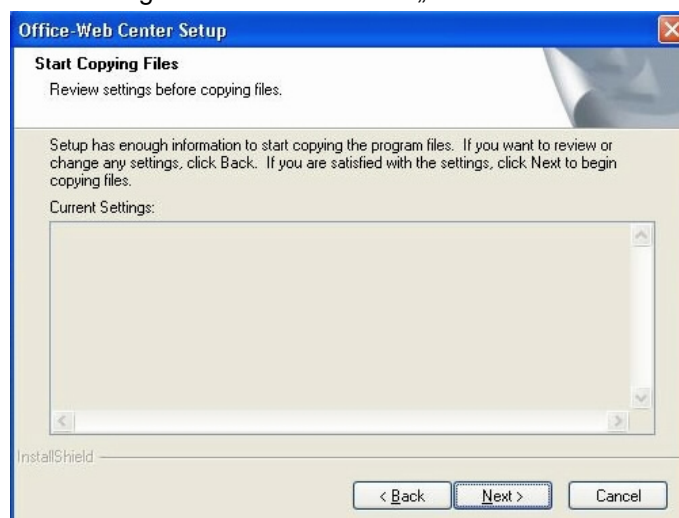 Office-Web Center Setup
Start Copying Files
Review settings before copying files.
Setup has enough information to start copying the program files. If you want to review or
change any settings, click Back. If you are satisfied with the settings, click Next to begin
copying files.
Current Settings:
InstallShield
< Back Next > Cancel